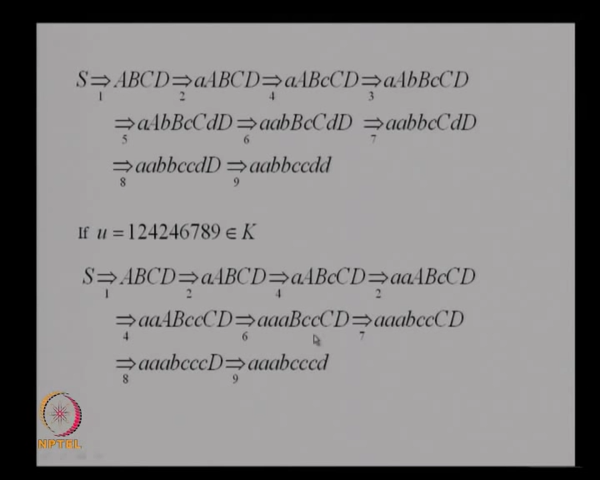 S ⇒ ABCD ⇒ aABCD ⇒ aABcCD ⇒ aAbBcCD
1 2 4 3
⇒ aAbBcCdD ⇒ aabBcCdD ⇒ aabbcCdD
5 6 7
⇒ aabbccdD ⇒ aabbccdd
8 9
If u = 124246789 ∈ K
S ⇒ ABCD ⇒ aABCD ⇒ aABcCD ⇒ aaABcCD
1 2 4 2
⇒ aaABccCD ⇒ aaaBccCD ⇒ aaabccCD
4 6 7
⇒ aaabcccD ⇒ aaabcccd
8 9
NPTEL